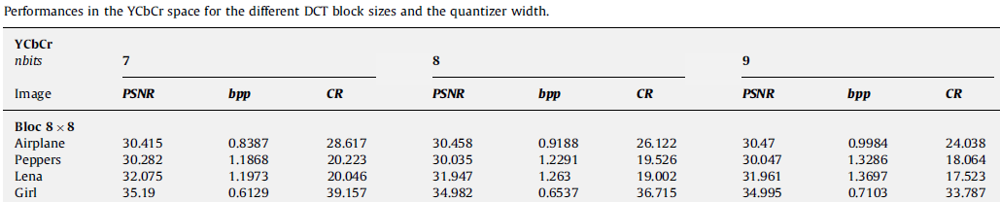 Performances in the YCbCr space for the different DCT block sizes and the quantizer width.
YCbCr
nbits 7 8 9
Image PSNR bpp CR PSNR bpp CR PSNR bpp CR
Bloc 8 × 8
Airplane 30.415 0.8387 28.617 30.458 0.9188 26.122 30.47 0.9984 24.038
Peppers 30.282 1.1868 20.223 30.035 1.2291 19.526 30.047 1.3286 18.064
Lena 32.075 1.1973 20.046 31.947 1.263 19.002 31.961 1.3697 17.523
Girl 35.19 0.6129 39.157 34.982 0.6537 36.715 34.995 0.7103 33.787